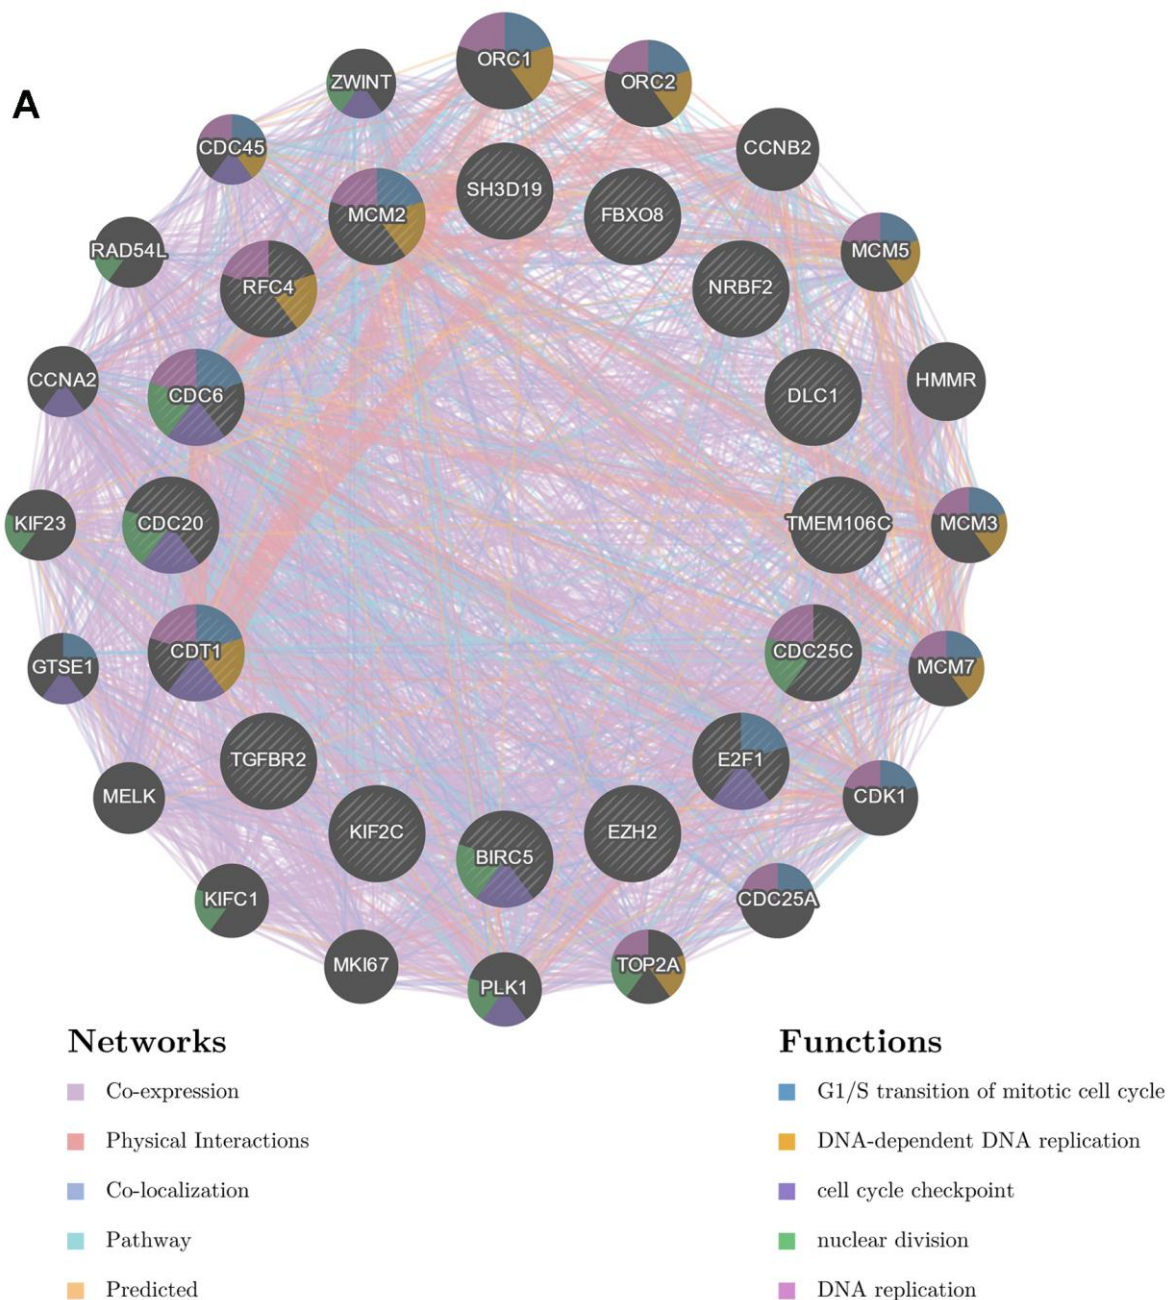 A
ORC1
ORC2
ZWINT
CCNB2
CDC45
SH3D19
MCM2
FBXO8
RAD54L
MCM5
RFC4
NRBF2
CCNA2
HMMR
CDC6
DLC1
KIF23
CDC20
TMEM106C
MCM3
CDT1
CDC25C
GTSE1
MCM7
TGFBR2
E2F1
MELK
CDK1
KIF2C
EZH2
BIRC5
KIFC1
CDC25A
MKI67
TOP2A
PLK1
Networks
Co-expression
Physical Interactions
Co-localization
Pathway
Predicted
Functions
G1/S transition of mitotic cell cycle
DNA-dependent DNA replication
cell cycle checkpoint
nuclear division
DNA replication